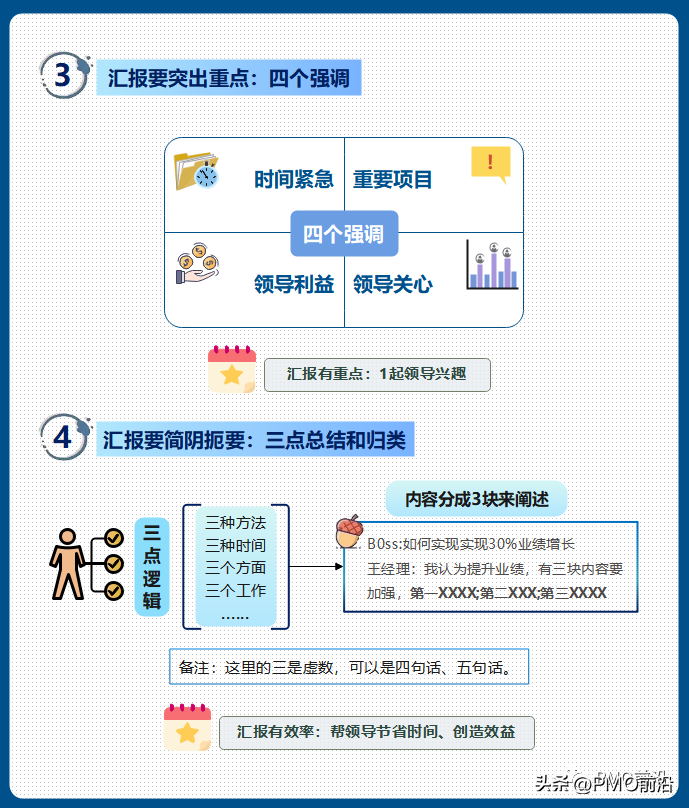 3
汇报要突出重点：四个强调
时间紧急
重要项目
!
四个强调
领导利益
领导关心
汇报有重点：1起领导兴趣
4
汇报要简阴扼要：三点总结和归类
三点逻辑
三种方法
三种时间
三个方面
三个工作
……
内容分成3块来阐述
B0ss:如何实现实现30%业绩增长
王经理：我认为提升业绩，有三块内容要
加强，第一XXXX;第二XXX;第三XXXX
备注：这里的三是虚数，可以是四句话、五句话。
汇报有效率：帮领导节省时间、创造效益
头条 @PMO前沿